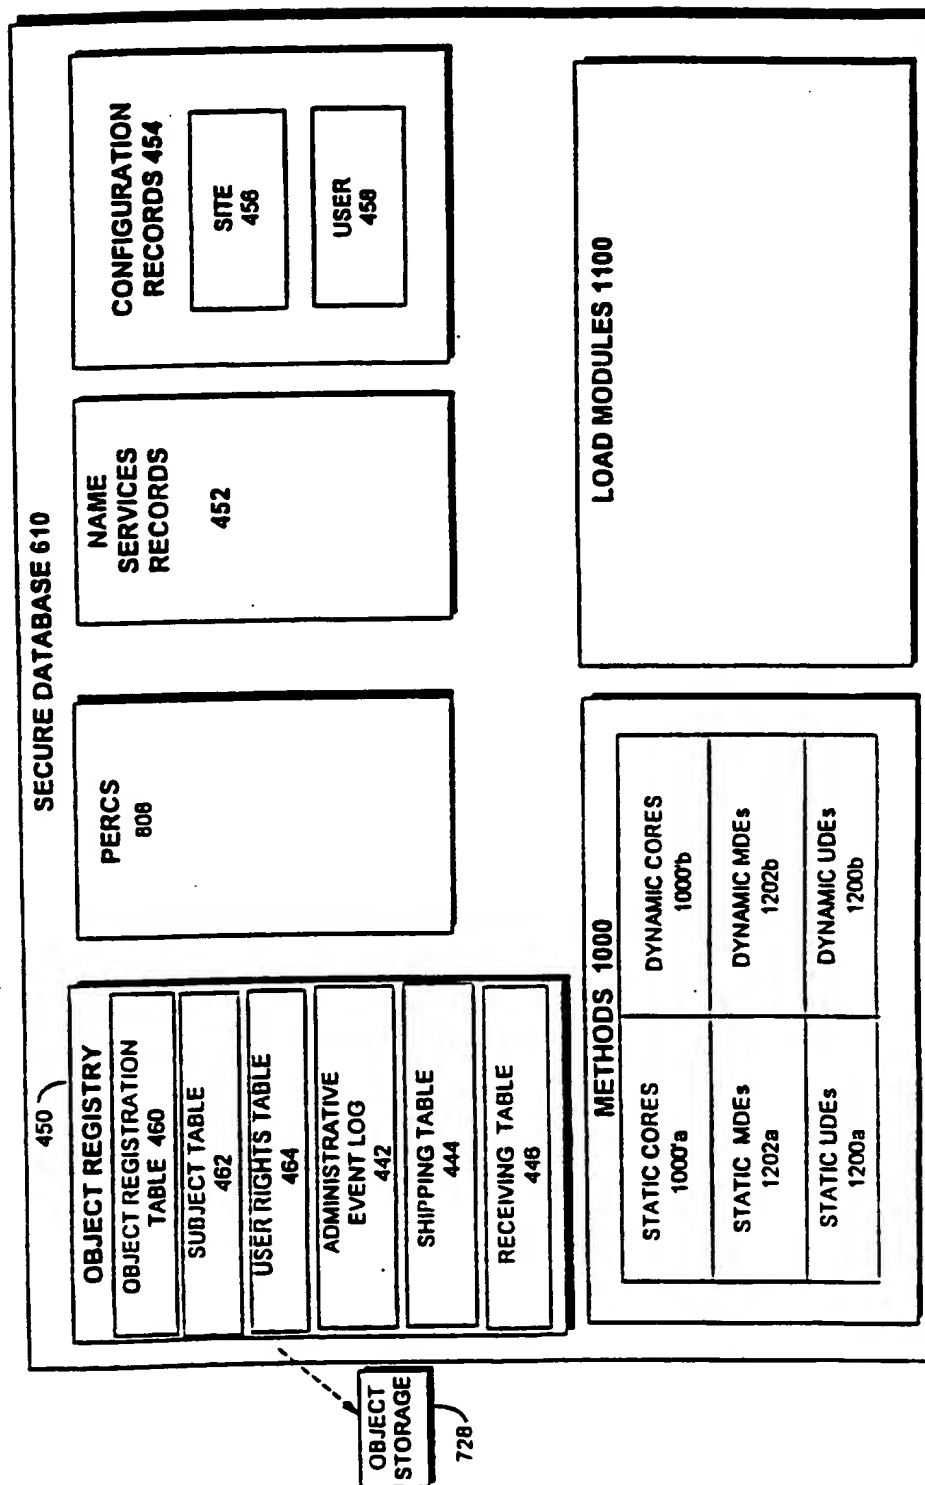 SECURE DATABASE 610
450
OBJECT REGISTRY
OBJECT REGISTRATION
TABLE 460
SUBJECT TABLE
462
USER RIGHTS TABLE
464
ADMINISTRATIVE
EVENT LOG
442
SHIPPING TABLE
444
RECEIVING TABLE
446
OBJECT
STORAGE
728
PERCS
808
NAME
SERVICES
RECORDS
452
CONFIGURATION
RECORDS 454
SITE
456
USER
458
METHODS 1000
STATIC CORES
1000'a
DYNAMIC CORES
1000'b
STATIC MDEs
1202a
DYNAMIC MDEs
1202b
STATIC UDEs
1200a
DYNAMIC UDEs
1200b
LOAD MODULES 1100